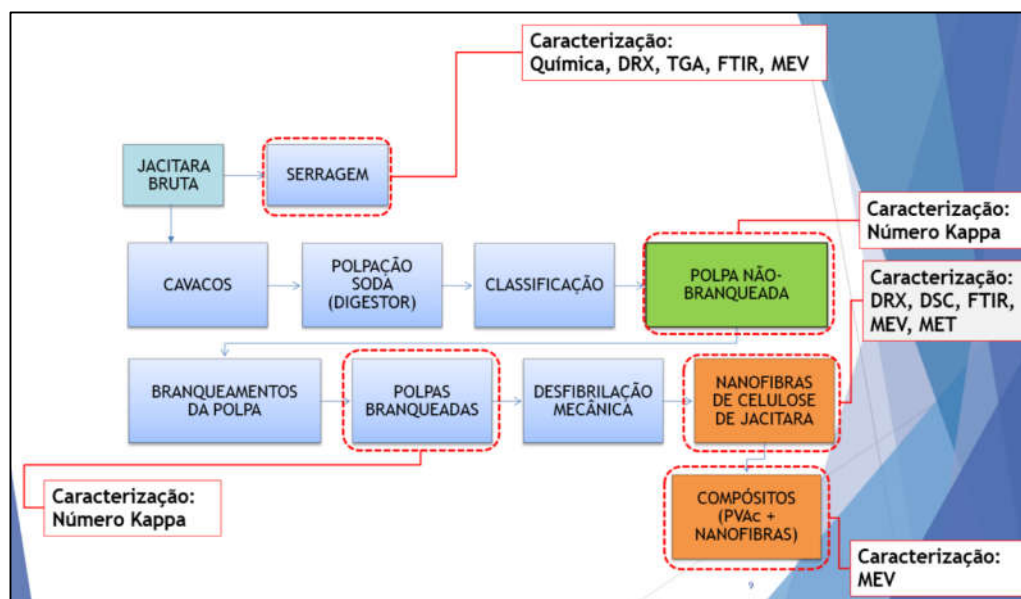 Caracterização:
Química, DRX, TGA, FTIR, MEV
JACITARA
BRUTA
SERRAGEM
Caracterização:
Número Kappa
CAVACOS
POLPAÇÃO
SODA
(DIGESTOR)
CLASSIFICAÇÃO
POLPA NÃO-
BRANQUEADA
Caracterização:
DRX, DSC, FTIR,
MEV, MET
BRANQUEAMENTOS
DA POLPA
POLPAS
BRANQUEADAS
DESFIBRILAÇÃO
MECÂNICA
NANOFIBRAS
DE CELULOSE
DE JACITARA
Caracterização:
Número Kappa
COMPÓSITOS
(PVAc +
NANOFIBRAS)
Caracterização:
MEV
9